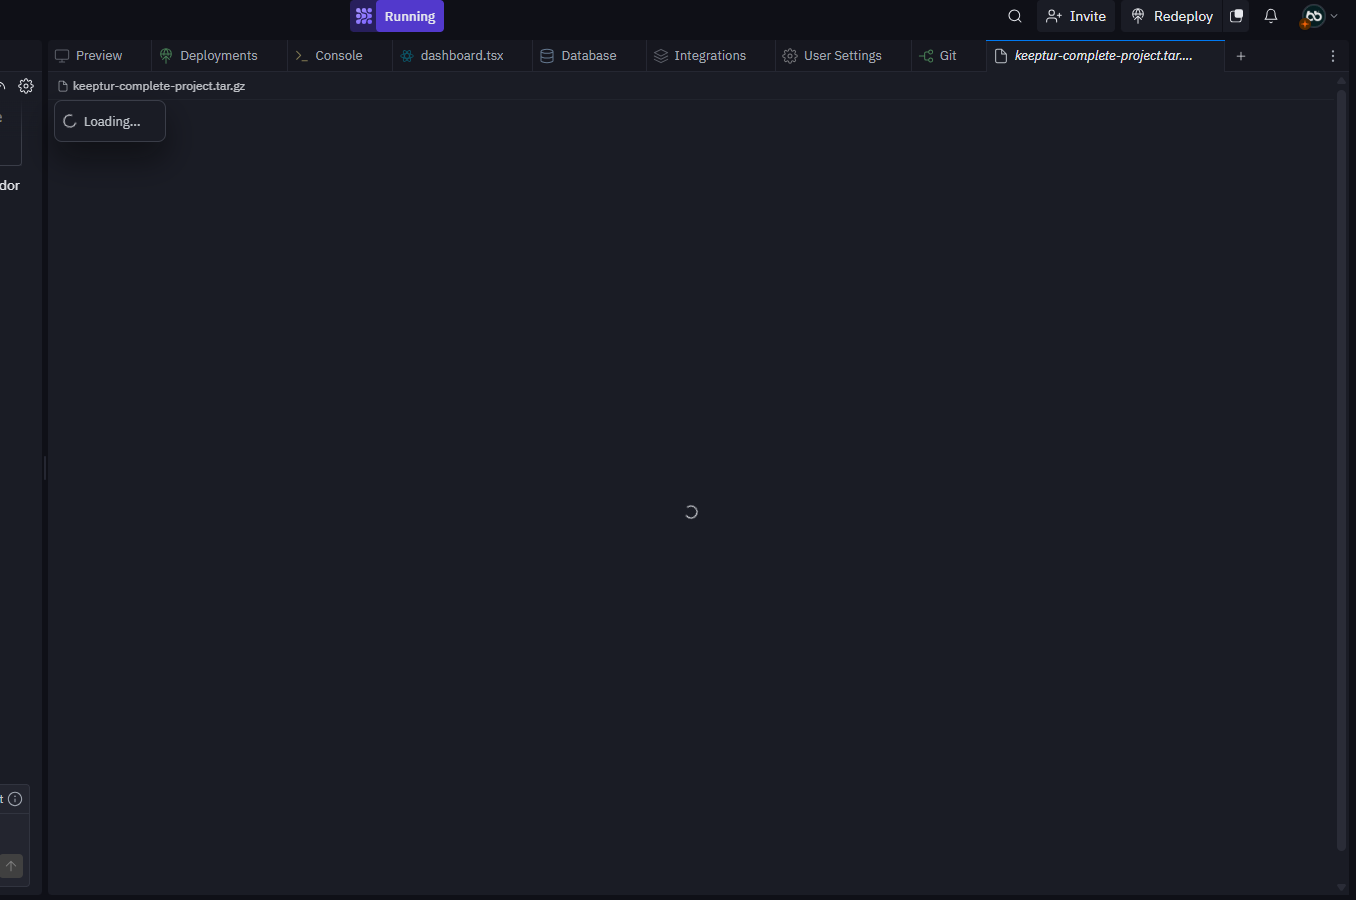 Running
Invite
Redeploy
Preview
Deployments
Console
dashboard.tsx
Database
Integrations
User Settings
Git
keeptur-complete-project.tar....
keeptur-complete-project.tar.gz
Loading...
dor